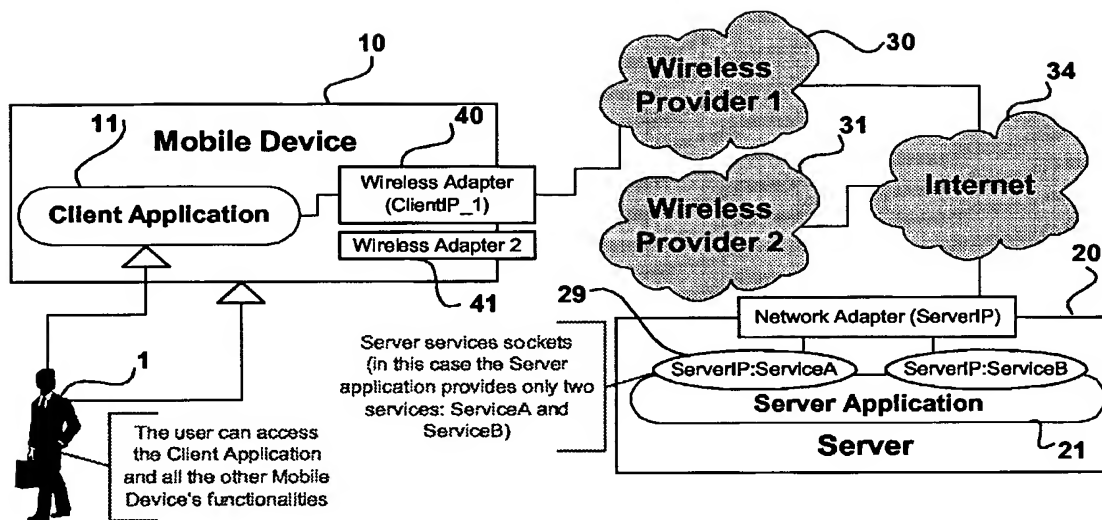 10
30
34
11
40
Wireless
Provider 1
Mobile Device
31
Wireless Adapter
(ClientIP_1)
Client Application
Internet
Wireless
Provider 2
Wireless Adapter 2
41
29
20
Network Adapter (ServerIP)
Server services sockets
(in this case the Server
application provides only two
services: ServiceA and
ServiceB)
ServerIP:ServiceA
ServerIP:ServiceB
Server Application
Server
21
1
The user can access
the Client Application
and all the other Mobile
Device's functionalities